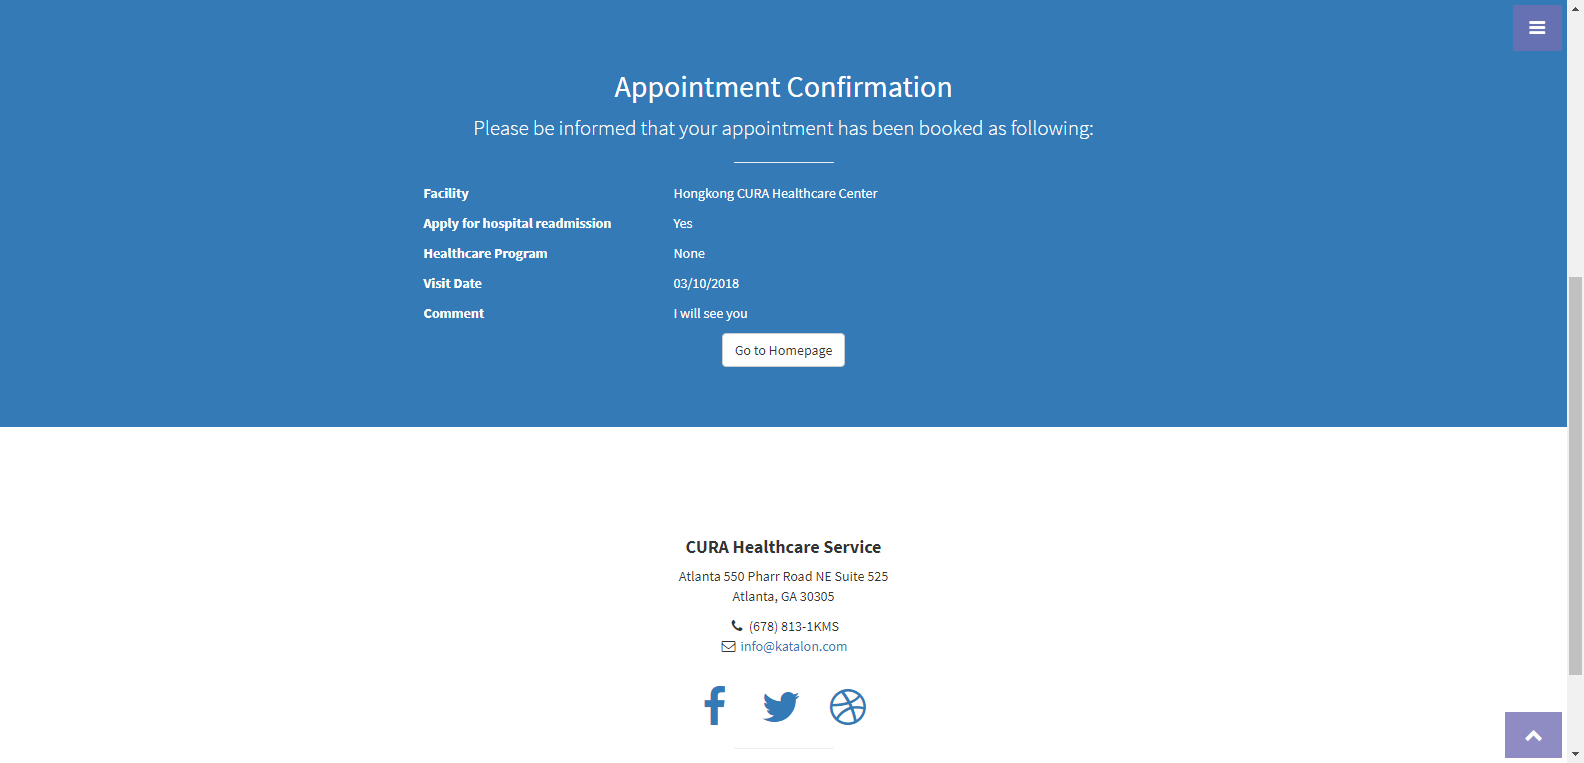 Appointment Confirmation
Please be informed that your appointment has been booked as following:
Facility Hongkong CURA Healthcare Center
Apply for hospital readmission Yes
Healthcare Program None
Visit Date 03/10/2018
Comment I will see you
Go to Homepage
CURA Healthcare Service
Atlanta 550 Pharr Road NE Suite 525
Atlanta, GA 30305
(678) 813-1KMS
info@katalon.com